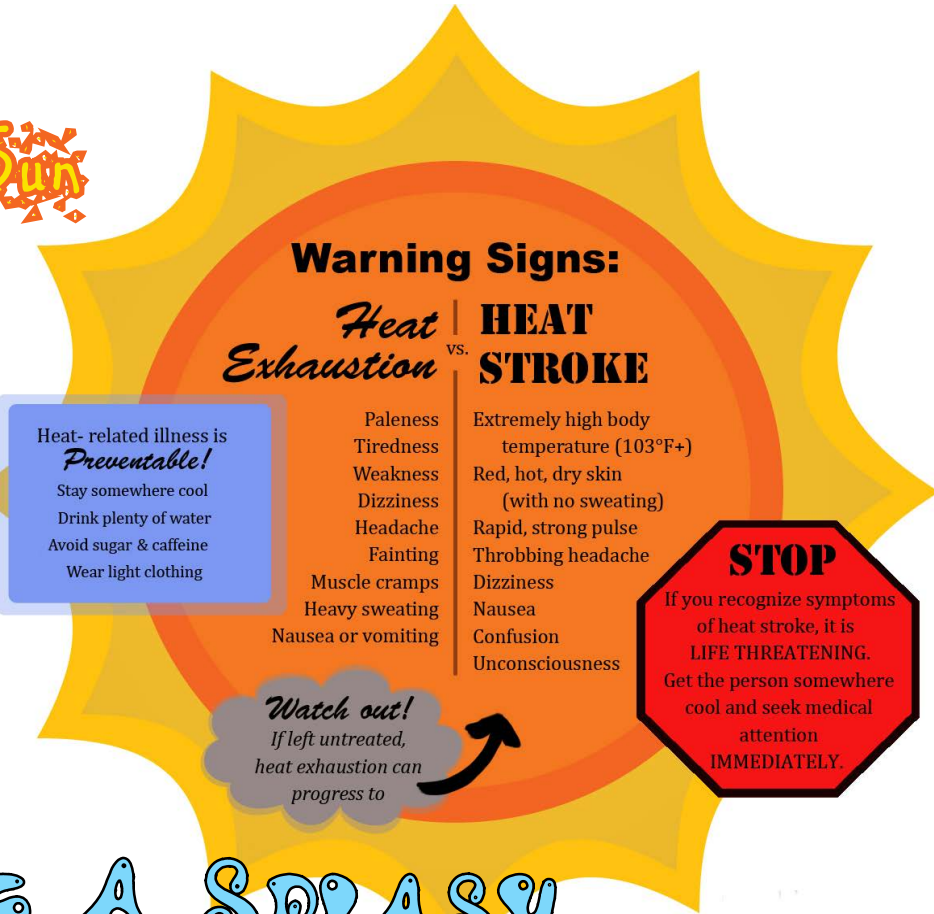 Sun
Warning Signs:
Heat
Exhaustion
vs.
HEAT
STROKE
Paleness
Tiredness
Weakness
Dizziness
Headache
Fainting
Muscle cramps
Heavy sweating
Nausea or vomiting
Extremely high body
temperature (103°F+)
Red, hot, dry skin
(with no sweating)
Rapid, strong pulse
Throbbing headache
Dizziness
Nausea
Confusion
Unconsciousness
Heat- related illness is
Preventable!
Stay somewhere cool
Drink plenty of water
Avoid sugar & caffeine
Wear light clothing
STOP
If you recognize symptoms
of heat stroke, it is
LIFE THREATENING.
Get the person somewhere
cool and seek medical
attention
IMMEDIATELY.
Watch out!
If left untreated,
heat exhaustion can
progress to
A SPLASH